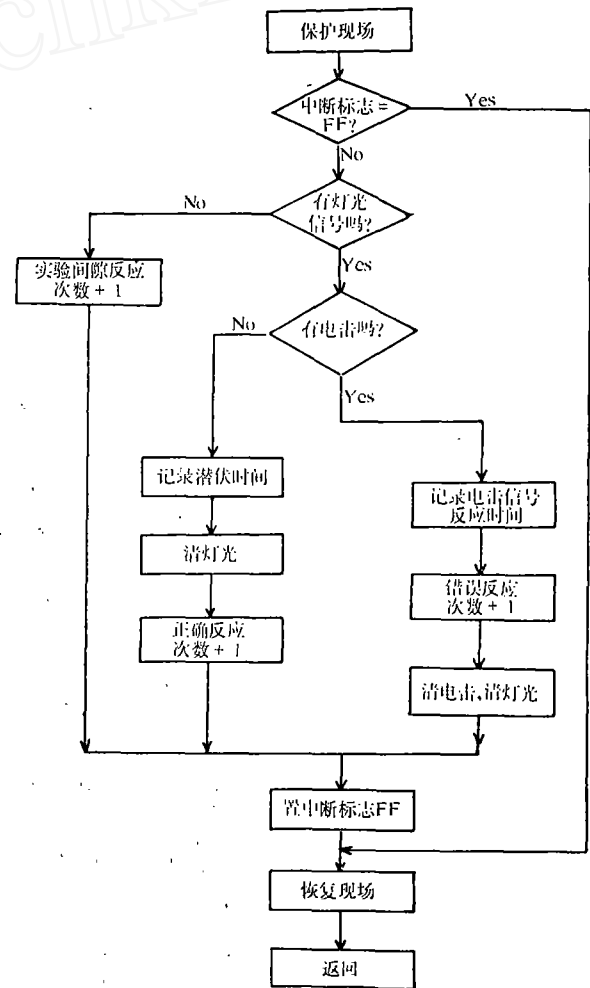 保护现场
中断标志=
FF?
Yes
No
有灯光
信号吗?
No
Yes
实验间隙反应
次数+1
有电击吗?
No
Yes
记录潜伏时间
记录电击信号
反应时间
清灯光
错误反应
次数+1
正确反应
次数+1
清电击,清灯光
置中断标志FF
恢复现场
返回